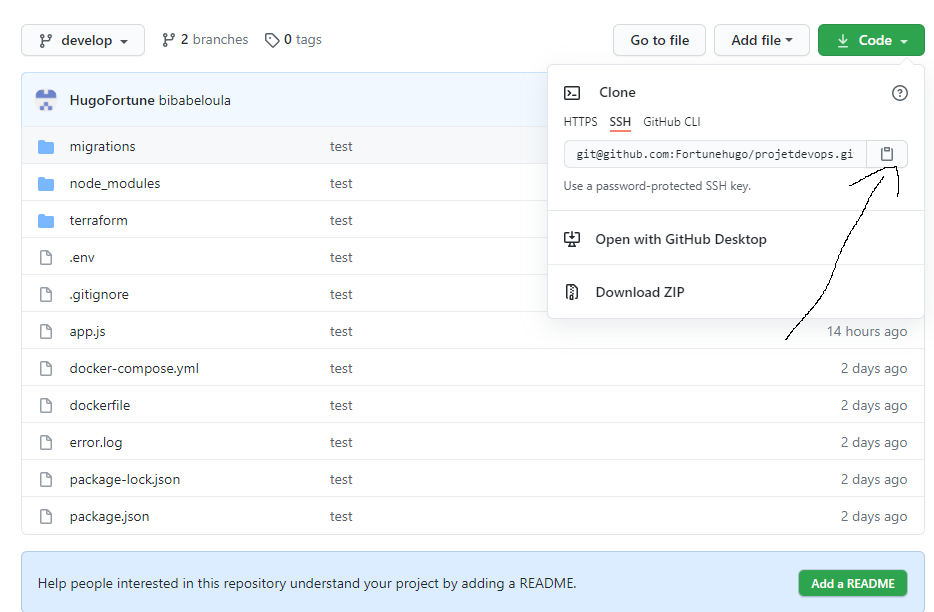 develop 2 branches 0 tags Go to file Add file Code
HugoFortune bibabeloula
Clone
HTTPS SSH GitHub CLI
git@github.com:Fortunehugo/projetdevops.gi
Use a password-protected SSH key.
Open with GitHub Desktop
Download ZIP
migrations test
node_modules test
terraform test
.env test
.gitignore test
app.js test 14 hours ago
docker-compose.yml test 2 days ago
dockerfile test 2 days ago
error.log test 2 days ago
package-lock.json test 2 days ago
package.json test 2 days ago
Help people interested in this repository understand your project by adding a README. Add a README